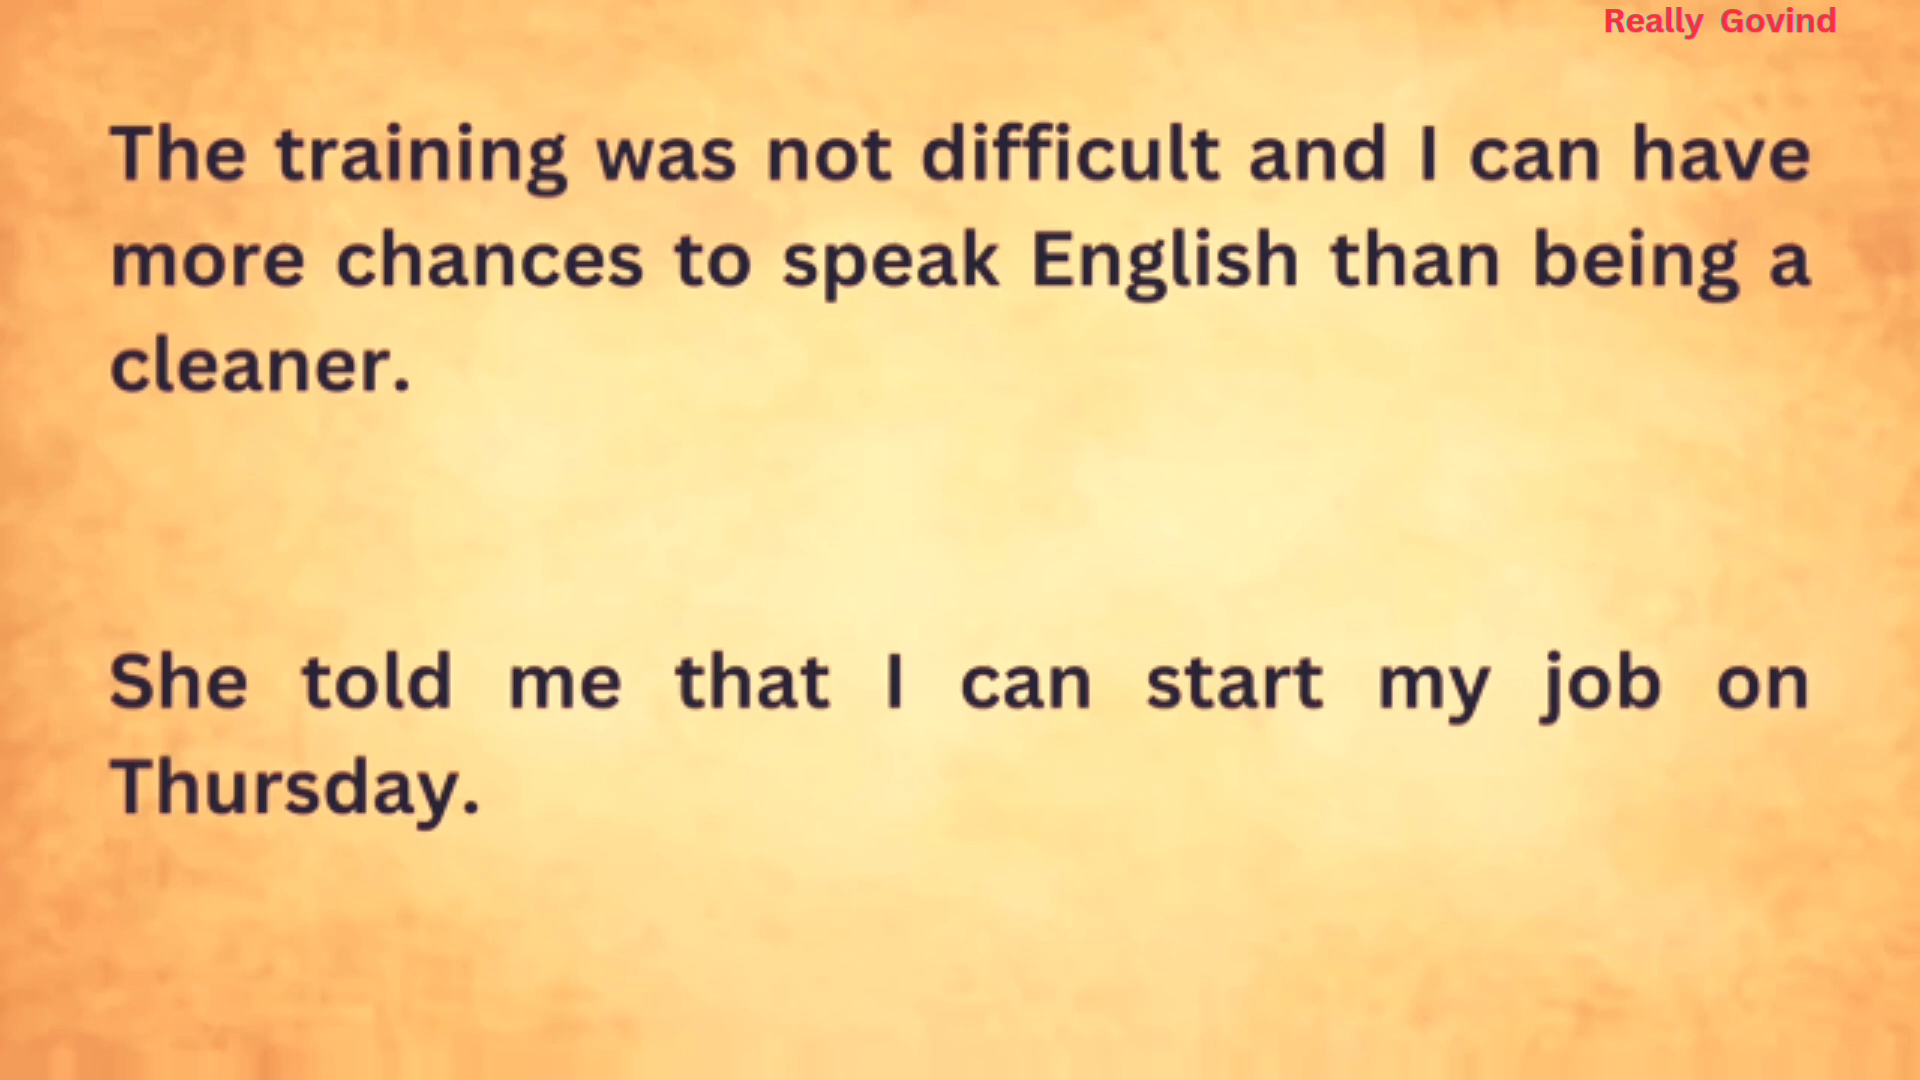 Really Govind
The training was not difficult and I can have
more chances to speak English than being a
cleaner.
She told me that I can start my job on
Thursday.